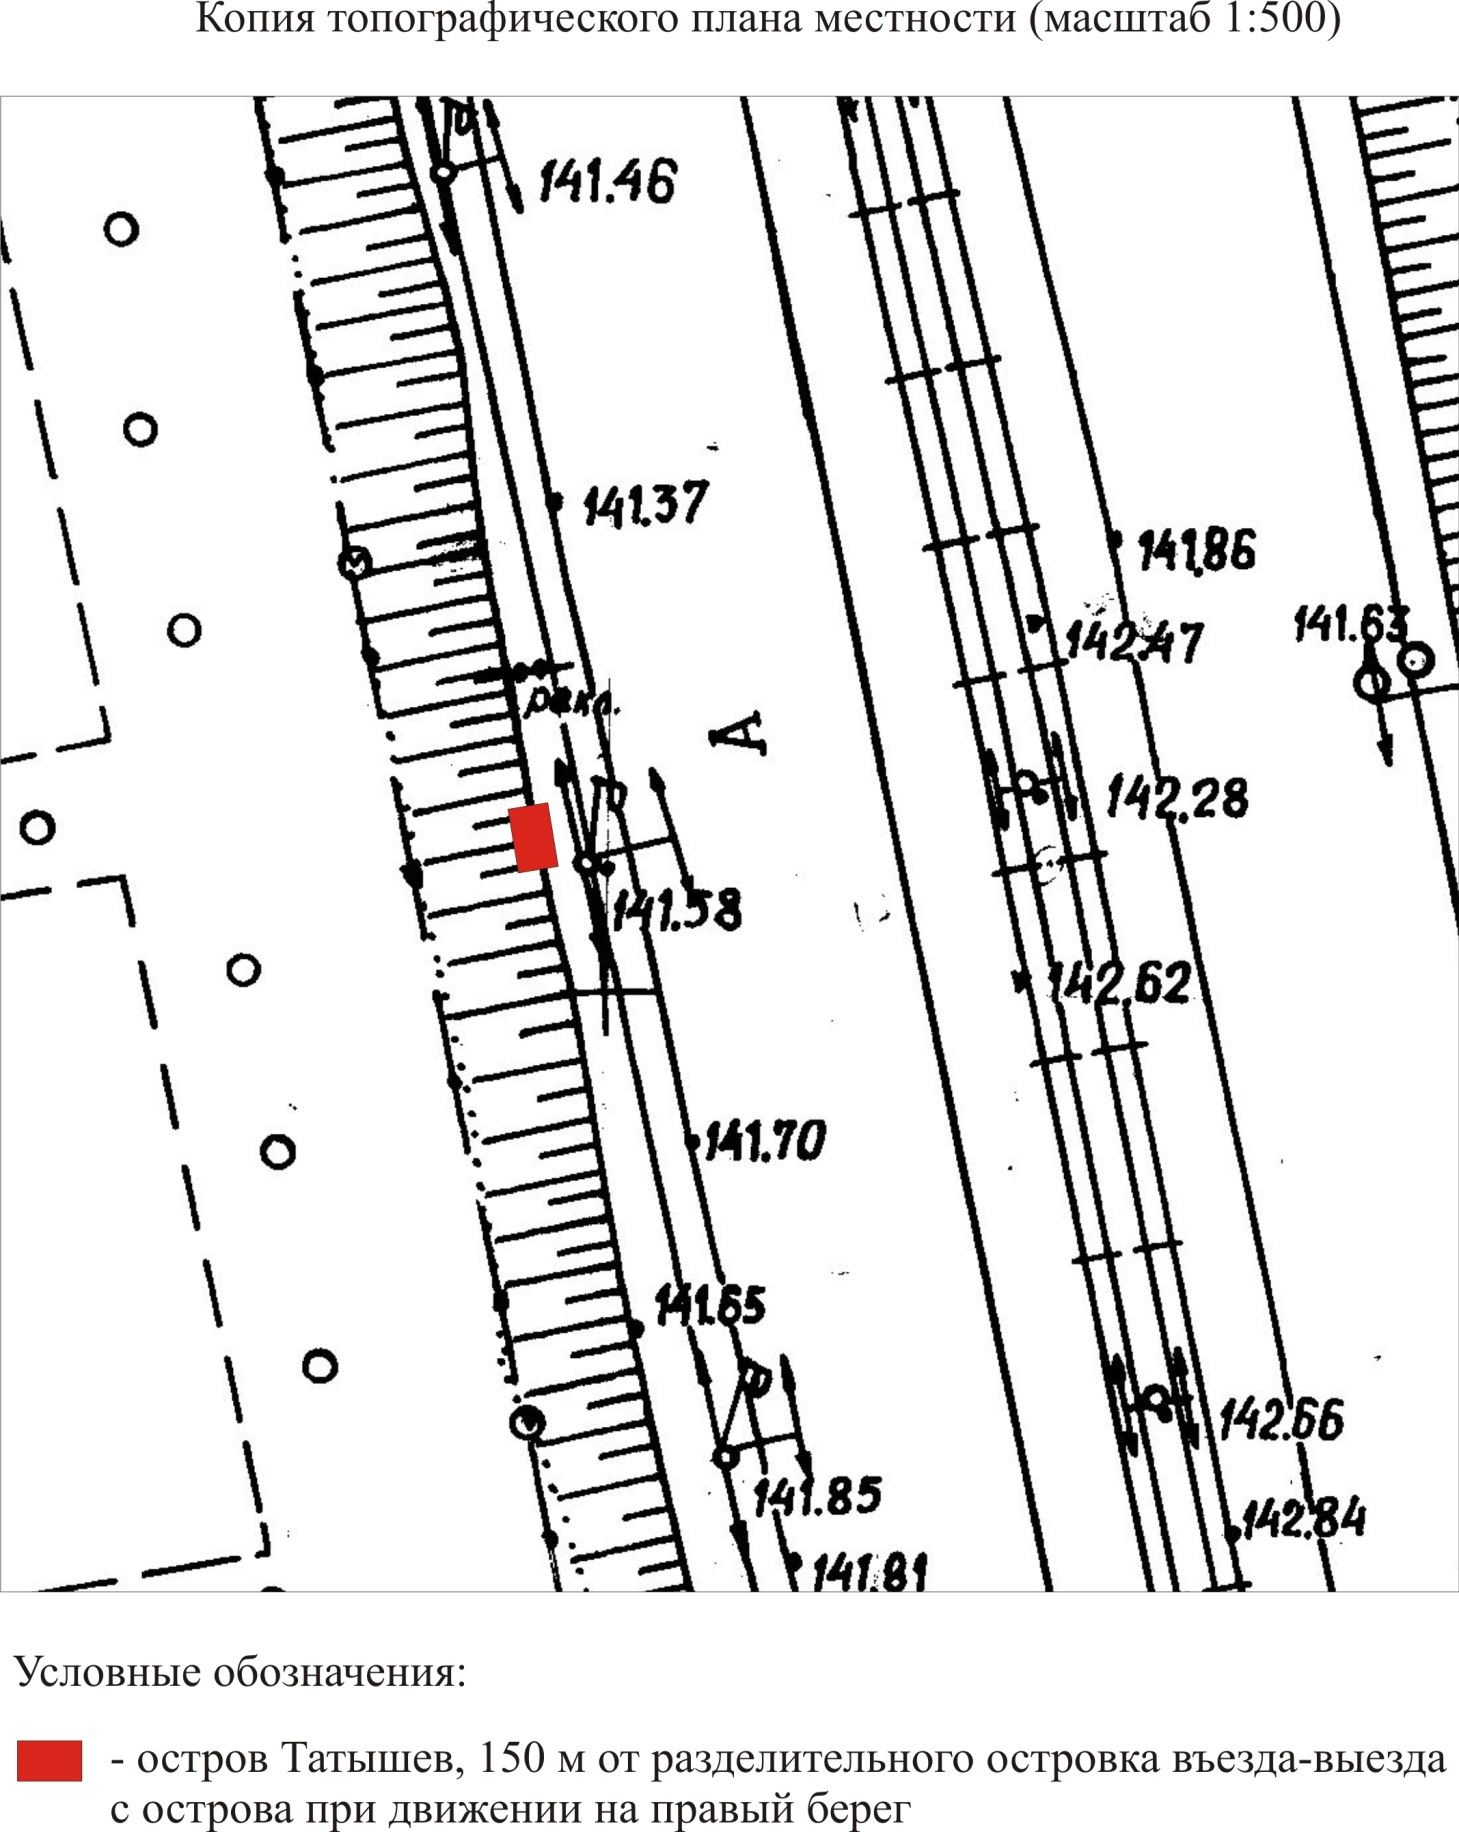 Копия топографического плана местности (масштаб 1:500)
141.46
141.37
141.86
141.63
142.47
рекл.
А
142.28
141.58
142.62
141.70
141.65
142.66
141.85
142.84
141.81
Условные обозначения:
- остров Татышев, 150 м от разделительного островка въезда-выезда
с острова при движении на правый берег